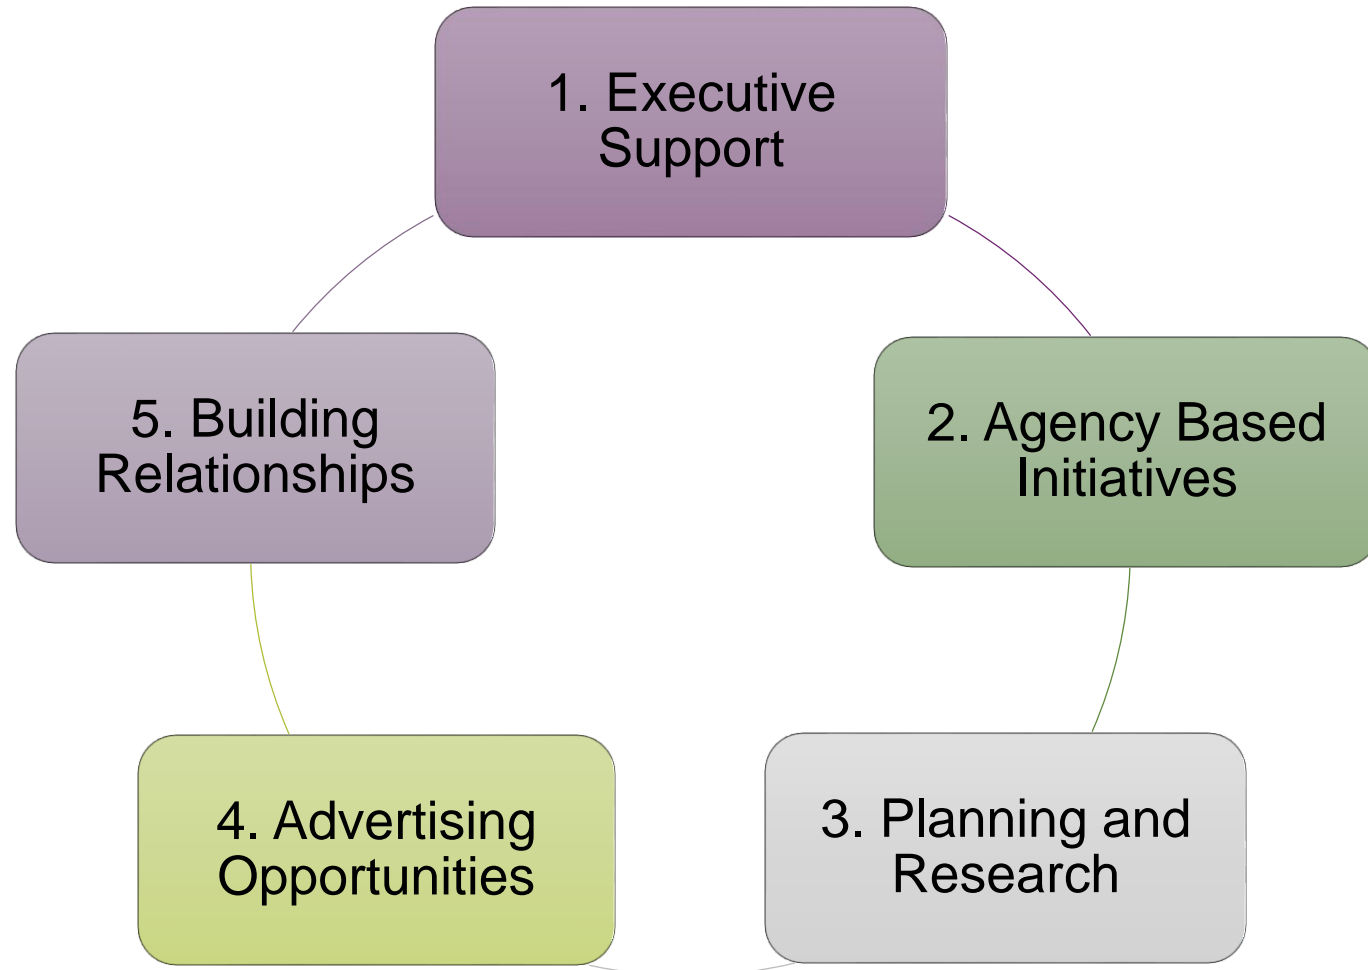 1. Executive
Support
2. Agency Based
Initiatives
3. Planning and
Research
4. Advertising
Opportunities
5. Building
Relationships